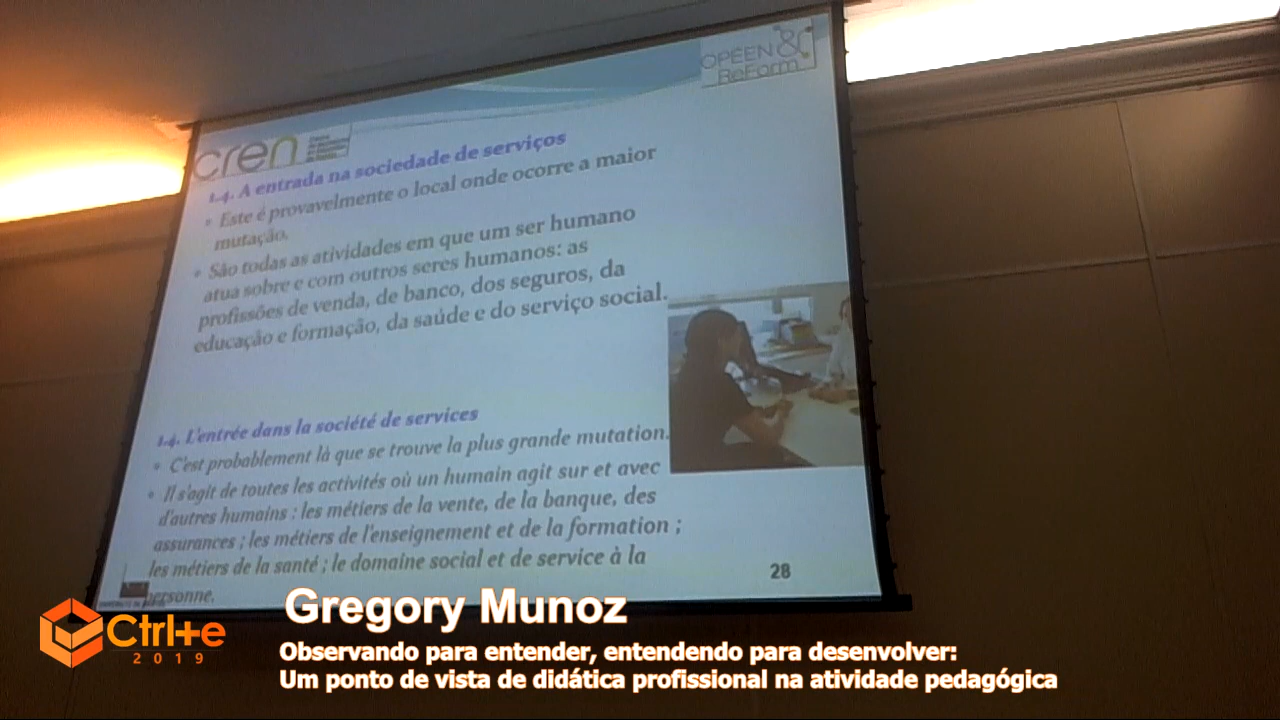 OPÉEN &
ReForm
cren
1.4. A entrada na sociedade de serviços
• Este é provavelmente o local onde ocorre a maior
mutação.
• São todas as atividades em que um ser humano
atua sobre e com outros seres humanos: as
profissões de venda, de banco, dos seguros, da
educação e formação, da saúde e do serviço social.
1.4. L'entrée dans la société de services
• C'est probablement là que se trouve la plus grande mutation.
• Il s'agit de toutes les activités où un humain agit sur et avec
d'autres humains : les métiers de la vente, de la banque, des
assurances ; les métiers de l'enseignement et de la formation ;
les métiers de la santé ; le domaine social et de service à la
personne.
28
Gregory Munoz
Ctrl+e
2019
Observando para entender, entendendo para desenvolver:
Um ponto de vista de didática profissional na atividade pedagógica